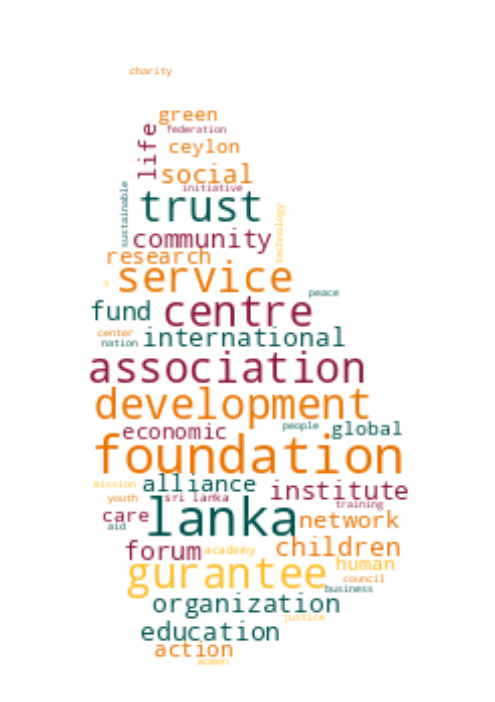 charity
green
federation
life
ceylon
social
initiative
sustainable
trust
technology
community
research
service
peace
fund centre
center
nation
international
association
development
economic
people
global
foundation
mission
alliance
youth
sri lanka
institute
training
care
aid
lanka
network
forum
academy
children
human
gurantee
council
business
organization
justice
education
action
women